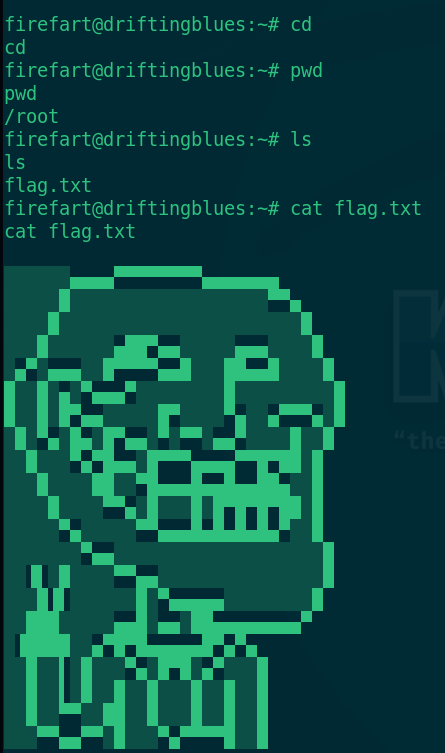 firefart@driftingblues:~# cd
cd
firefart@driftingblues:~# pwd
pwd
/root
firefart@driftingblues:~# ls
ls
flag.txt
firefart@driftingblues:~# cat flag.txt
cat flag.txt
K
“the